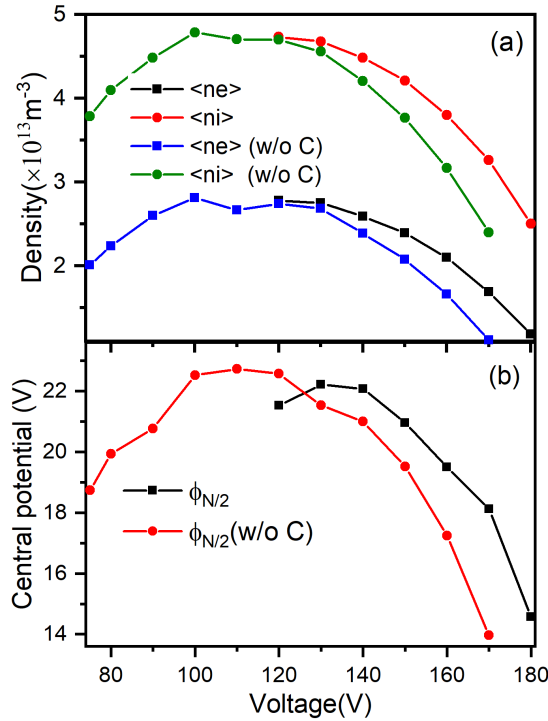 5
(a)
4
3
2
Density(×10¹³m⁻³)
<ne>
<ni>
<ne> (w/o C)
<ni> (w/o C)
(b)
22
20
18
16
14
Central potential (V)
ϕN/2
ϕN/2(w/o C)
80 100 120 140 160 180
Voltage(V)